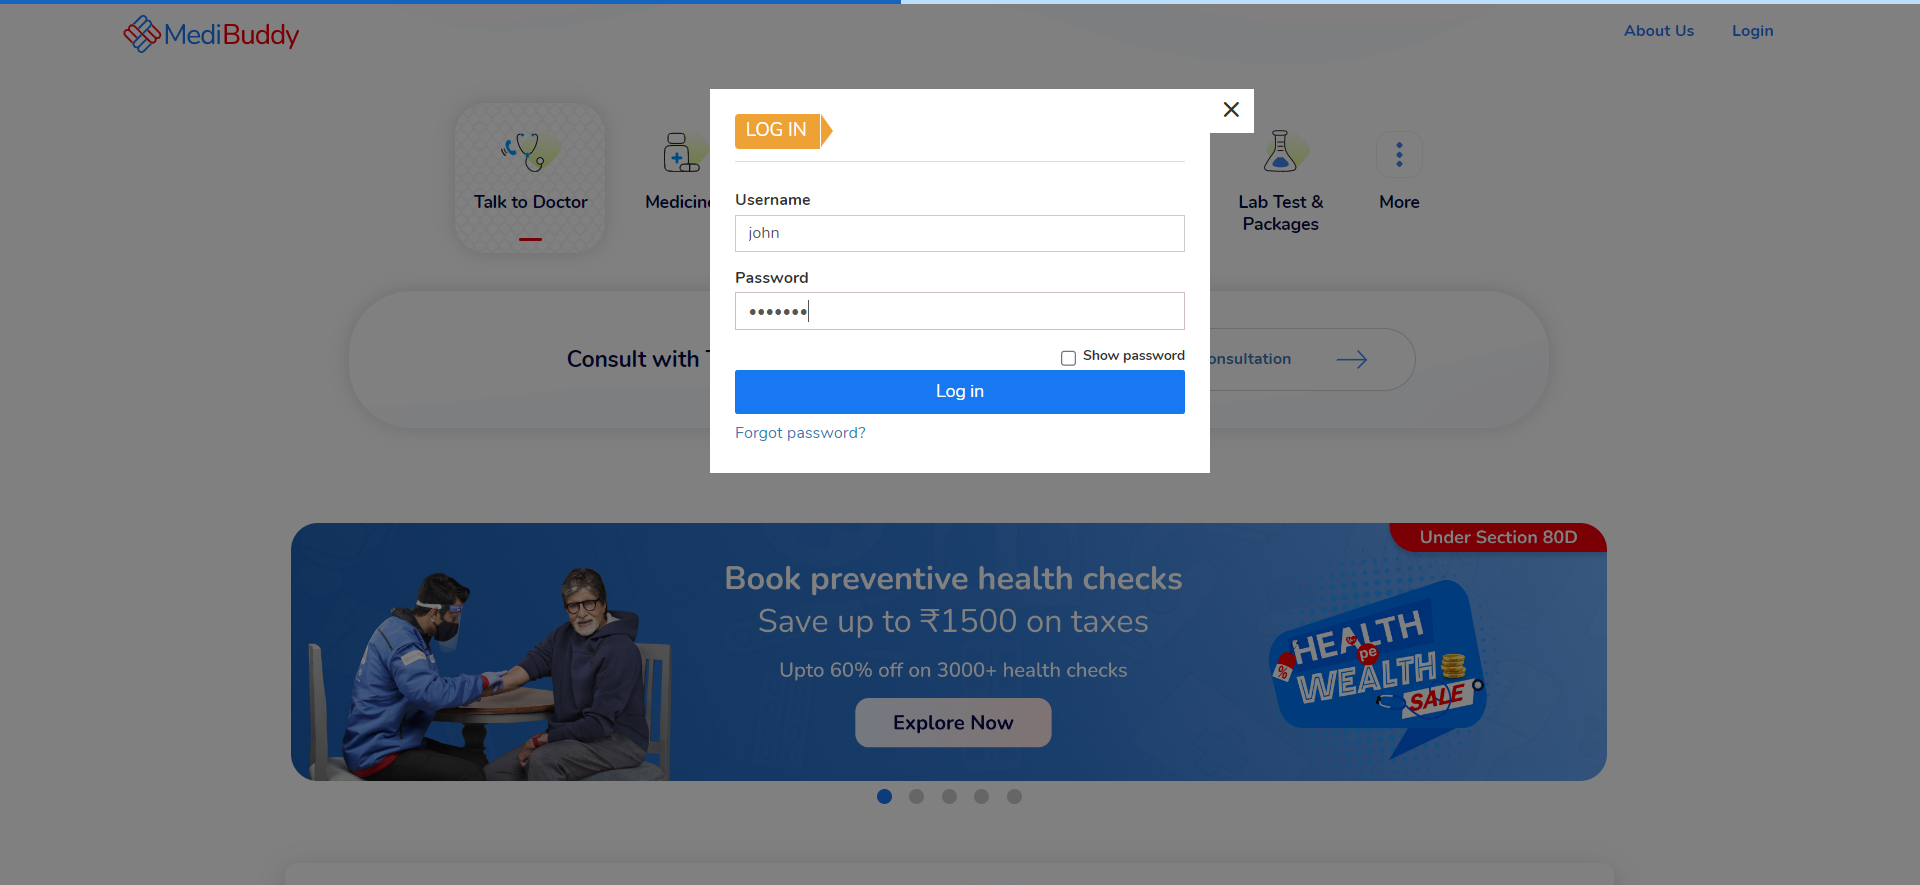 MediBuddy
About Us
Login
LOG IN
Talk to Doctor
Medicine
Lab Test &
Packages
More
Username
john
Password
•••••••
Show password
Log in
Forgot password?
Consult with
onsultation
Under Section 80D
Book preventive health checks
Save up to ₹1500 on taxes
Upto 60% off on 3000+ health checks
Explore Now
HEALTH
pe
WEALTH
%
SALE